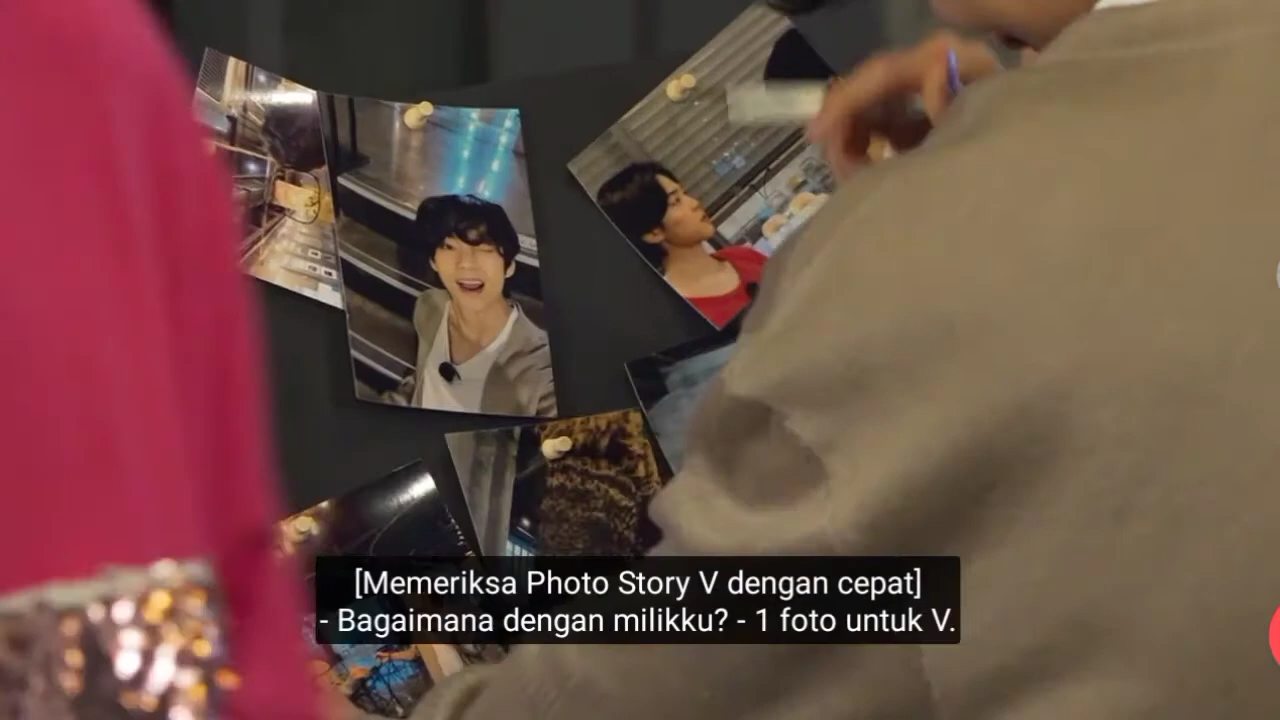 [Memeriksa Photo Story V dengan cepat]
- Bagaimana dengan milikku? - 1 foto untuk V.